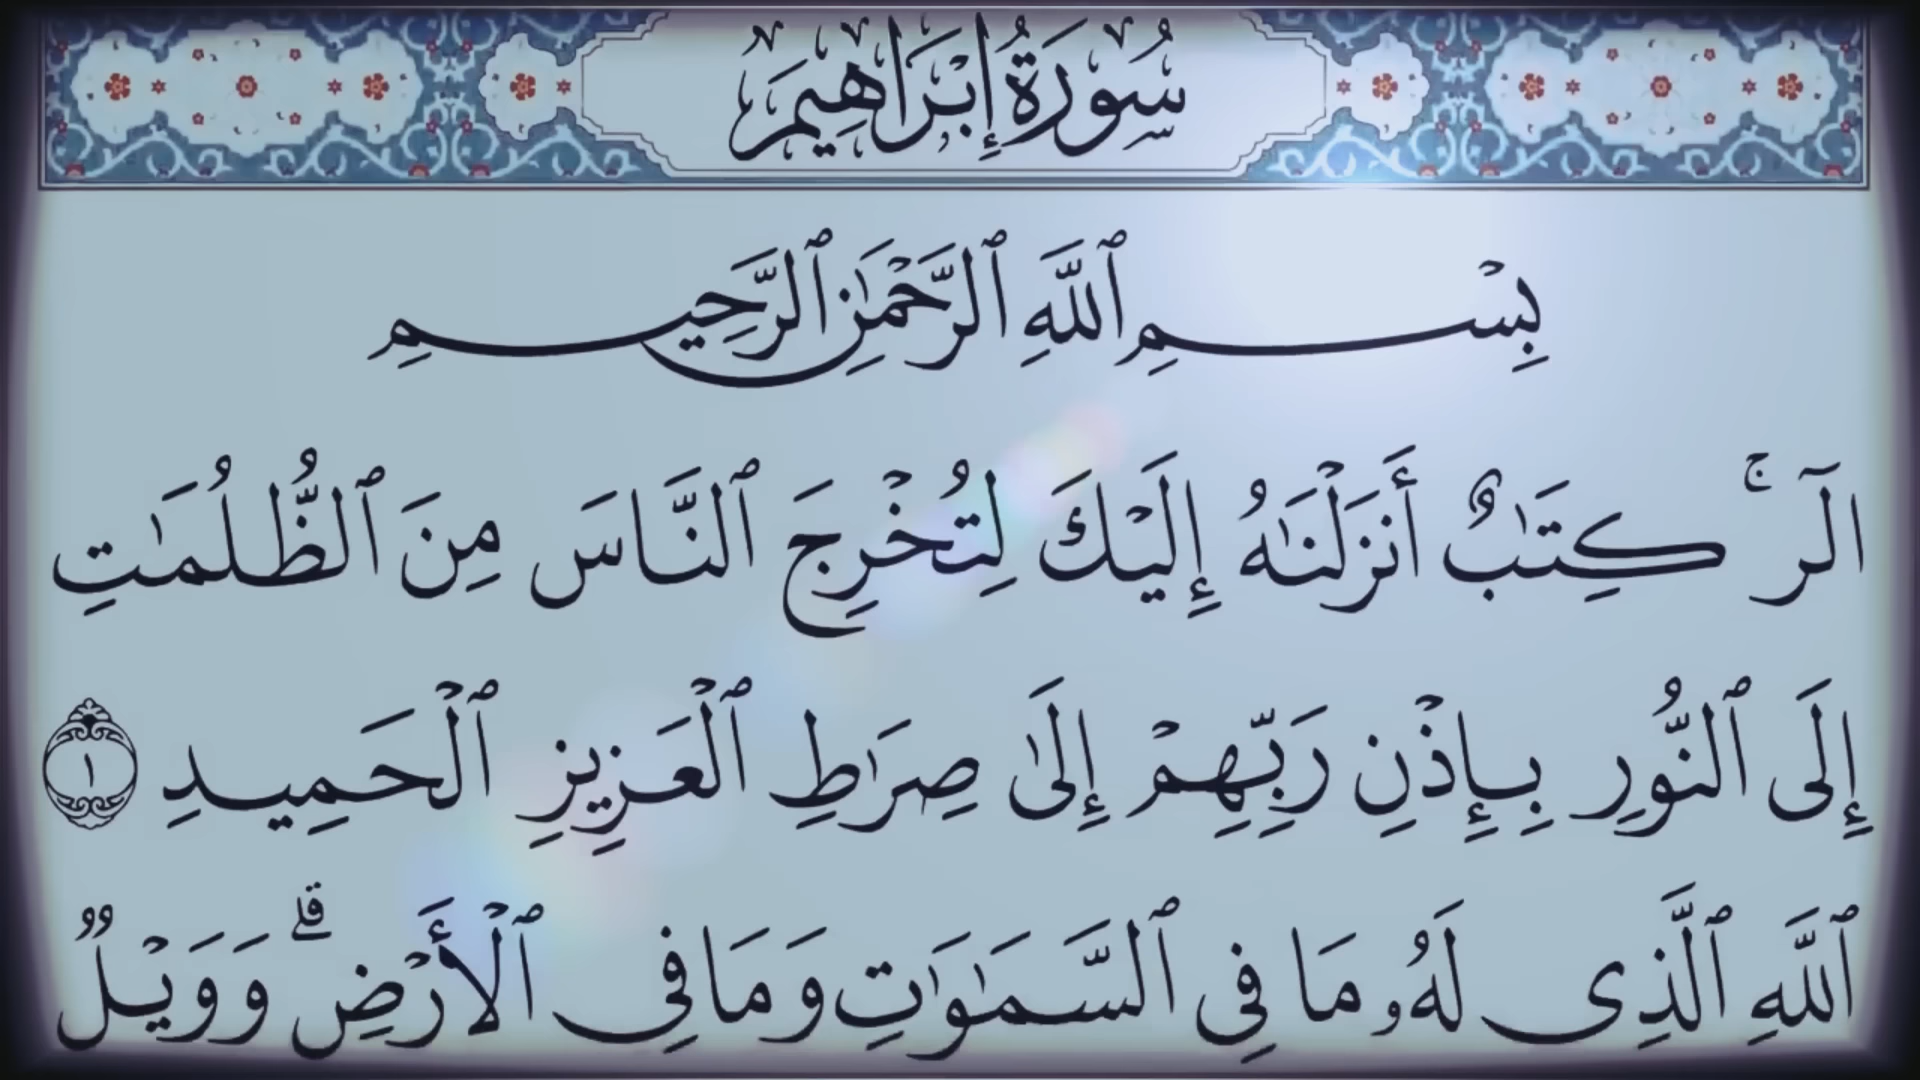 سُورَةُ إِبْرَاهِيمَ
بِسْمِ ٱللَّهِ ٱلرَّحْمَٰنِ ٱلرَّحِيمِ
الٓر ۚ كِتَٰبٌ أَنزَلْنَٰهُ إِلَيْكَ لِتُخْرِجَ ٱلنَّاسَ مِنَ ٱلظُّلُمَٰتِ
إِلَى ٱلنُّورِ بِإِذْنِ رَبِّهِمْ إِلَىٰ صِرَٰطِ ٱلْعَزِيزِ ٱلْحَمِيدِ ١
ٱللَّهِ ٱلَّذِى لَهُۥ مَا فِى ٱلسَّمَٰوَٰتِ وَمَا فِى ٱلْأَرْضِ ۗ وَوَيْلٌ